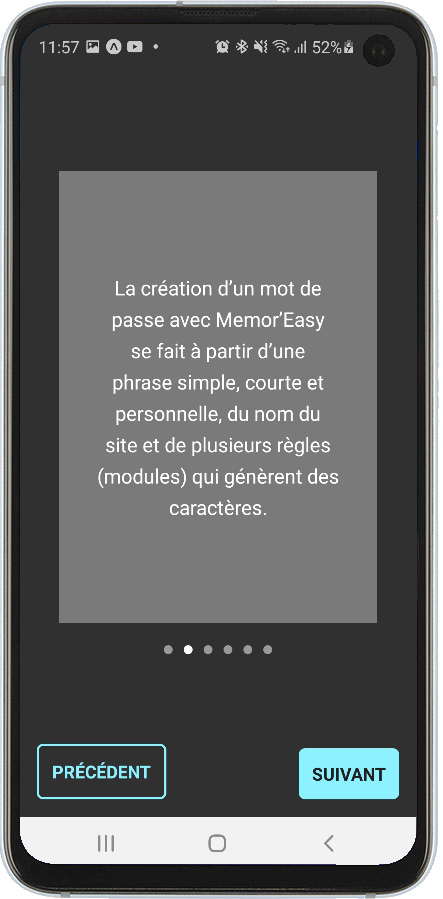 11:57
52%
La création d'un mot de
passe avec Memor'Easy
se fait à partir d'une
phrase simple, courte et
personnelle, du nom du
site et de plusieurs règles
(modules) qui génèrent des
caractères.
PRÉCÉDENT
SUIVANT